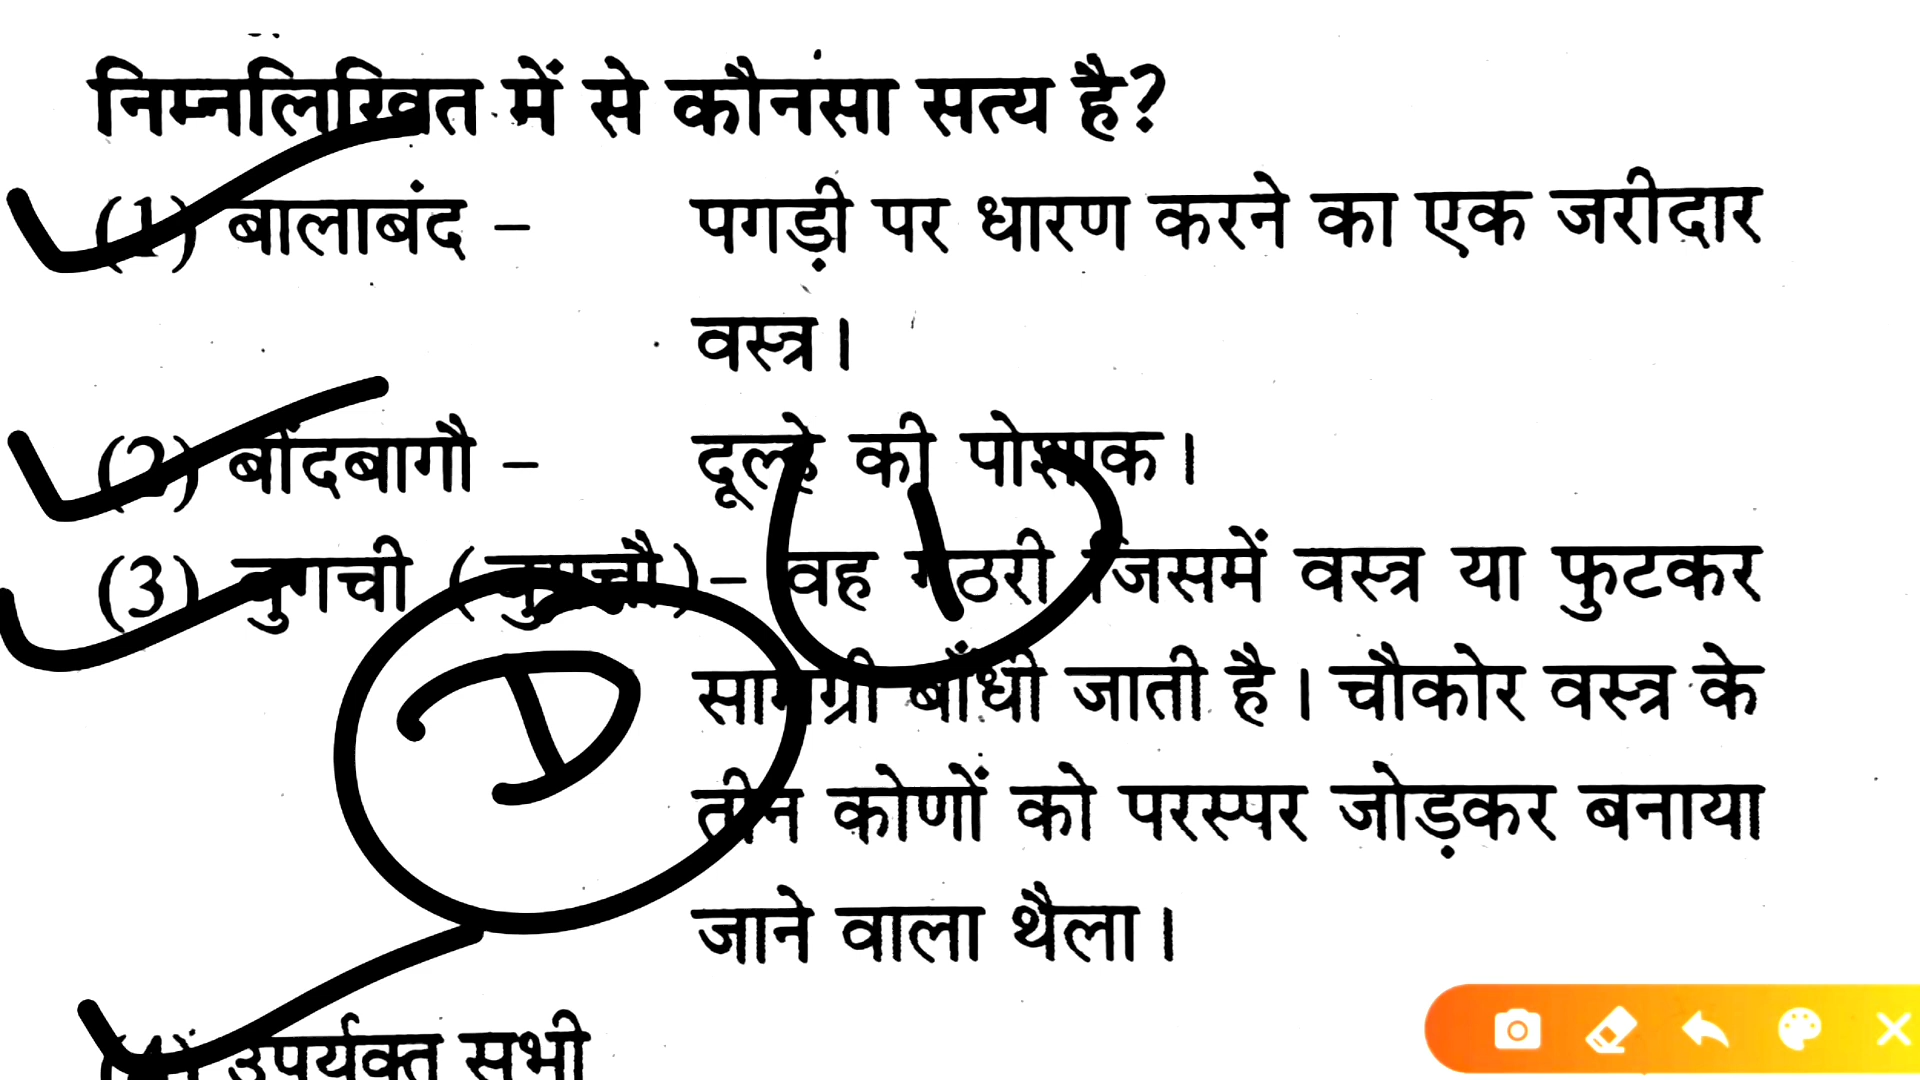 निम्नलिखित में से कौनसा सत्य है?
(1) बालाबंद – पगड़ी पर धारण करने का एक जरीदार
वस्त्र।
(2) बींदबागौ – दूल्हे की पोशाक।
(3) बुगची (बुगचौ)– वह गठरी जिसमें वस्त्र या फुटकर
सामग्री बाँधी जाती है। चौकोर वस्त्र के
तीन कोणों को परस्पर जोड़कर बनाया
जाने वाला थैला।
(4) उपर्यक्त सभी
D